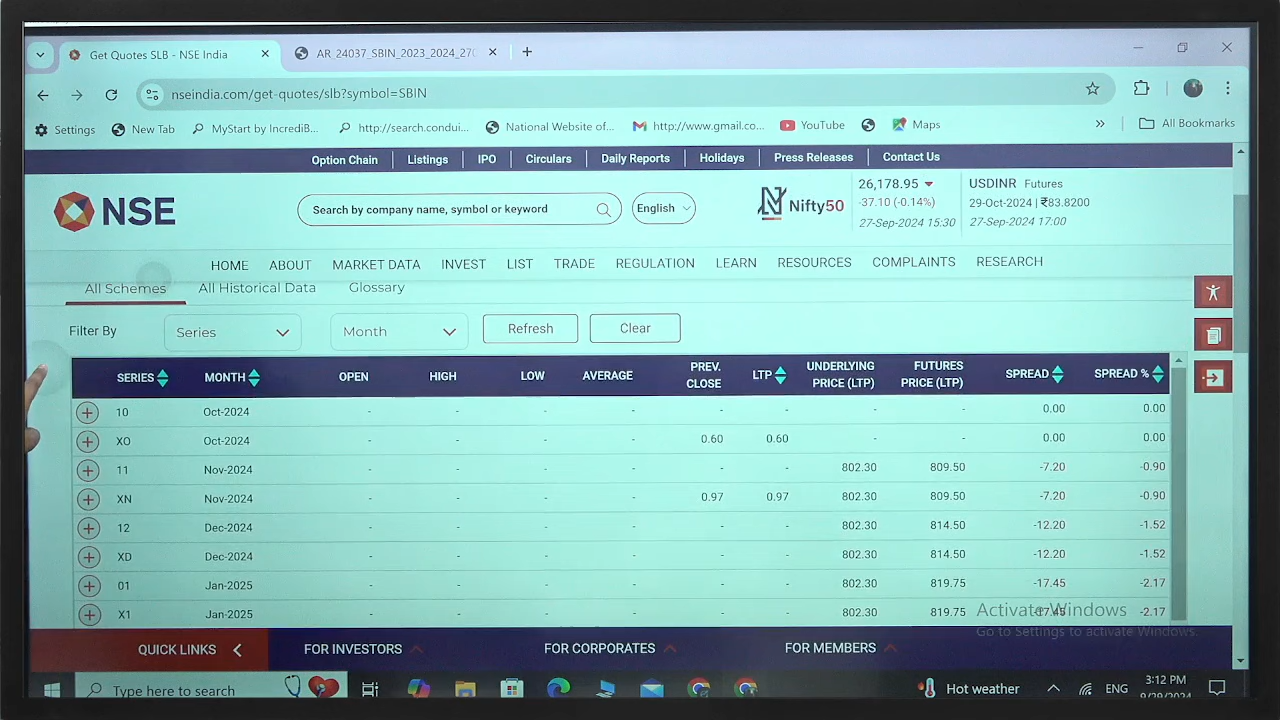 Get Quotes SLB - NSE India
AR_24037_SBIN_2023_2024_270
nseindia.com/get-quotes/slb?symbol=SBIN
Settings New Tab MyStart by IncrediB... http://search.condui... National Website of... http://www.gmail.co... YouTube Maps » All Bookmarks
Option Chain Listings IPO Circulars Daily Reports Holidays Press Releases Contact Us
NSE
Search by company name, symbol or keyword
English
Nifty50
26,178.95
-37.10 (-0.14%)
27-Sep-2024 15:30
USDINR Futures
29-Oct-2024 | ₹83.8200
27-Sep-2024 17:00
HOME ABOUT MARKET DATA INVEST LIST TRADE REGULATION LEARN RESOURCES COMPLAINTS RESEARCH
All Schemes All Historical Data Glossary
Filter By Series Month Refresh Clear
SERIES MONTH OPEN HIGH LOW AVERAGE PREV. CLOSE LTP UNDERLYING PRICE (LTP) FUTURES PRICE (LTP) SPREAD SPREAD %
10 Oct-2024 - - - - - - - - 0.00 0.00
XO Oct-2024 - - - - 0.60 0.60 - - 0.00 0.00
11 Nov-2024 - - - - - - 802.30 809.50 -7.20 -0.90
XN Nov-2024 - - - - 0.97 0.97 802.30 809.50 -7.20 -0.90
12 Dec-2024 - - - - - - 802.30 814.50 -12.20 -1.52
XD Dec-2024 - - - - - - 802.30 814.50 -12.20 -1.52
01 Jan-2025 - - - - - - 802.30 819.75 -17.45 -2.17
X1 Jan-2025 - - - - - - 802.30 819.75 -17.45 -2.17
Activate Windows
Go to Settings to activate Windows.
QUICK LINKS FOR INVESTORS FOR CORPORATES FOR MEMBERS
Type here to search
Hot weather
ENG
3:12 PM
9/29/2024